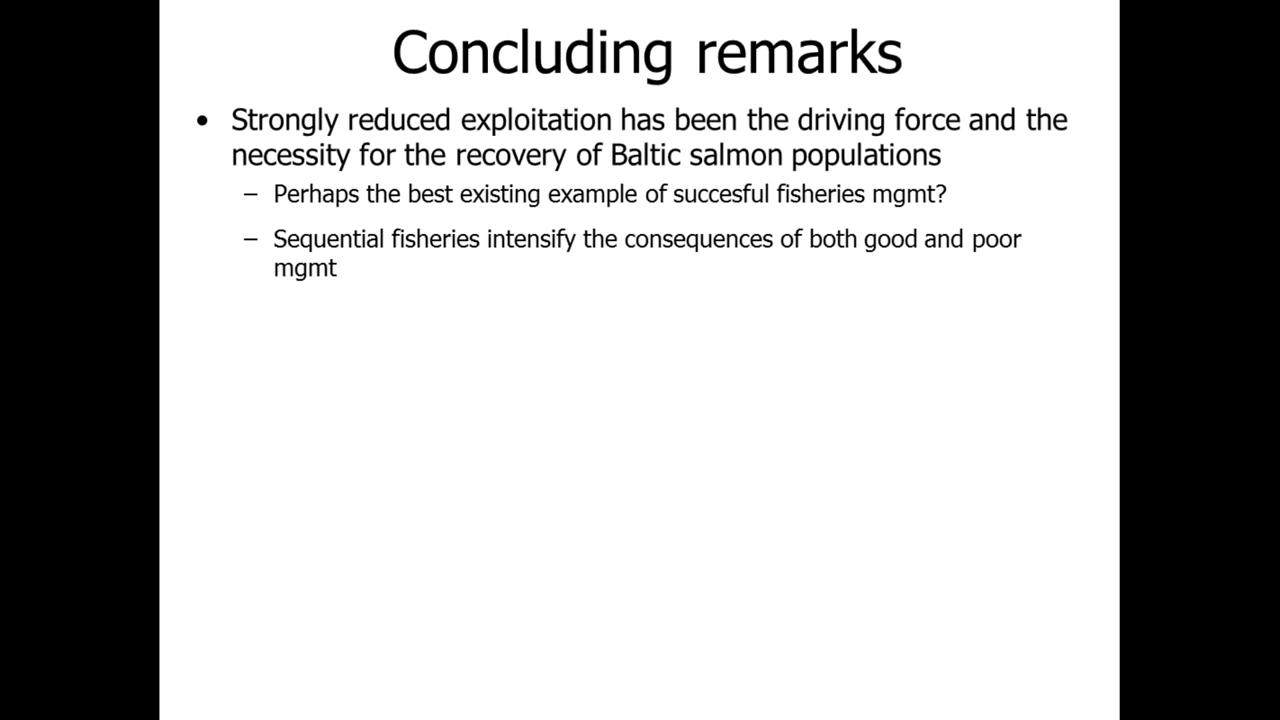 Concluding remarks
• Strongly reduced exploitation has been the driving force and the
necessity for the recovery of Baltic salmon populations
– Perhaps the best existing example of succesful fisheries mgmt?
– Sequential fisheries intensify the consequences of both good and poor
mgmt